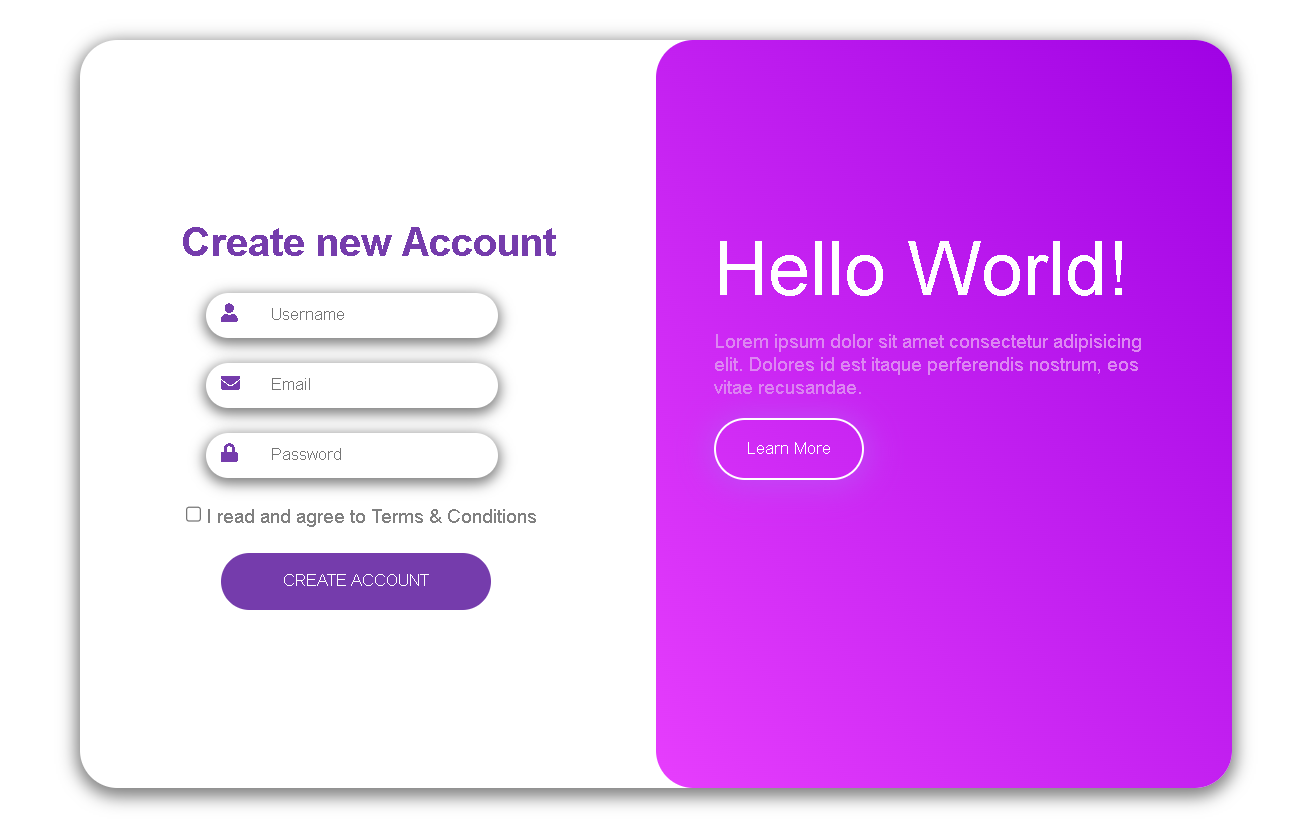 Create new Account
Username
Email
Password
I read and agree to Terms & Conditions
CREATE ACCOUNT
Hello World!
Lorem ipsum dolor sit amet consectetur adipisicing
elit. Dolores id est itaque perferendis nostrum, eos
vitae recusandae.
Learn More